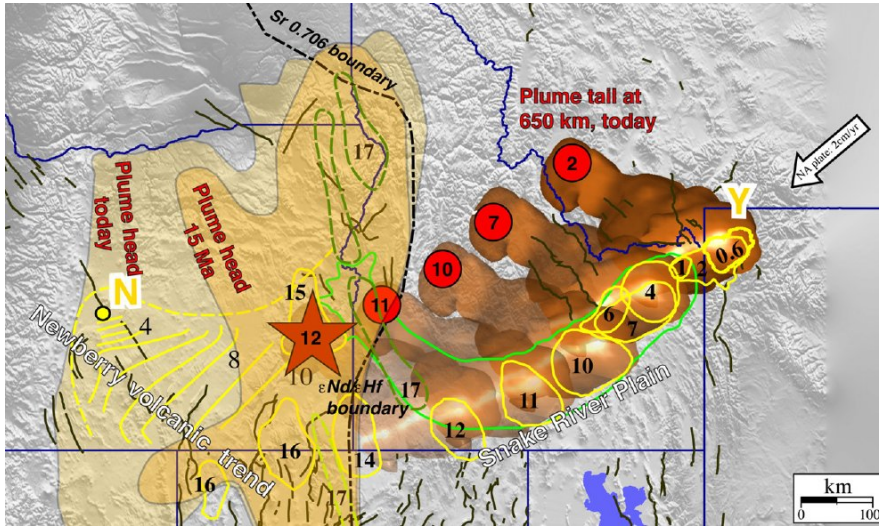 Sr 0.706 boundary
Plume tail at
650 km, today
NA plate: 2cm/yr
2
7
10
11
17
Plume head
today
Plume head
15 Ma
N
Y
0.6
2
1
4
6
7
10
11
12
15
12
10
4
8
εNd/εHf
boundary
17
14
16
16
17
Newberry volcanic trend
Snake River Plain
km
0
100